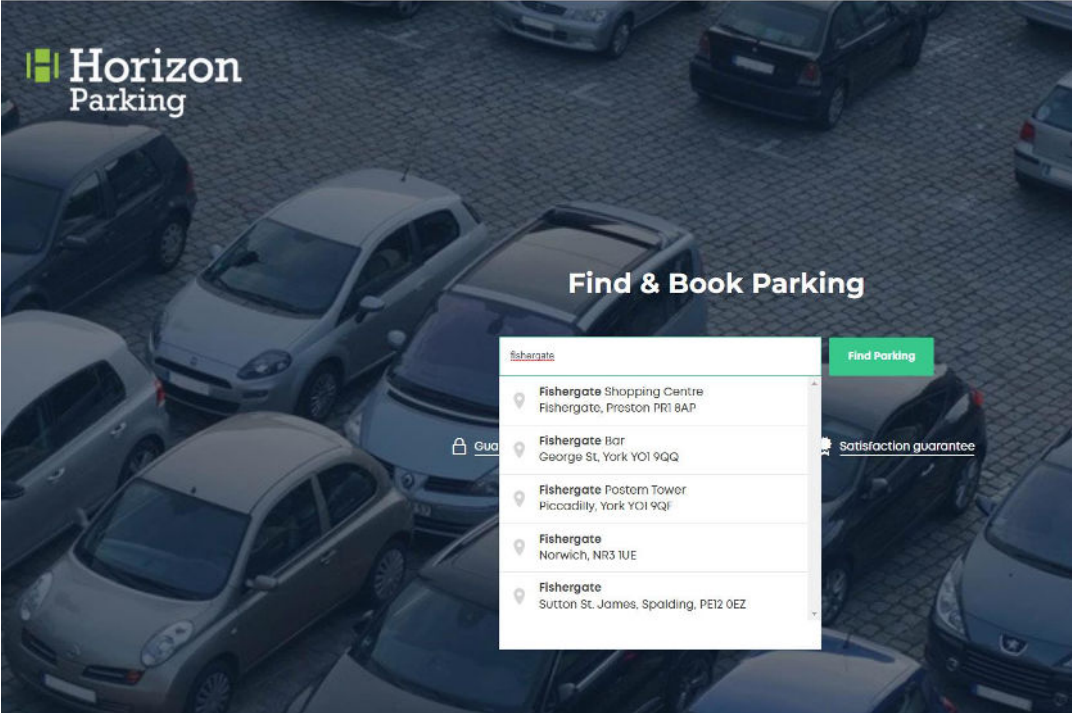 Horizon
Parking
Find & Book Parking
fishergate
Find Parking
Fishergate Shopping Centre
Fishergate, Preston PR1 8AP
Fishergate Bar
George St, York YO1 9QQ
Fishergate Postern Tower
Piccadilly, York YO1 9QF
Fishergate
Norwich, NR3 1UE
Fishergate
Sutton St. James, Spalding, PE12 0EZ
Gua
Satisfaction guarantee